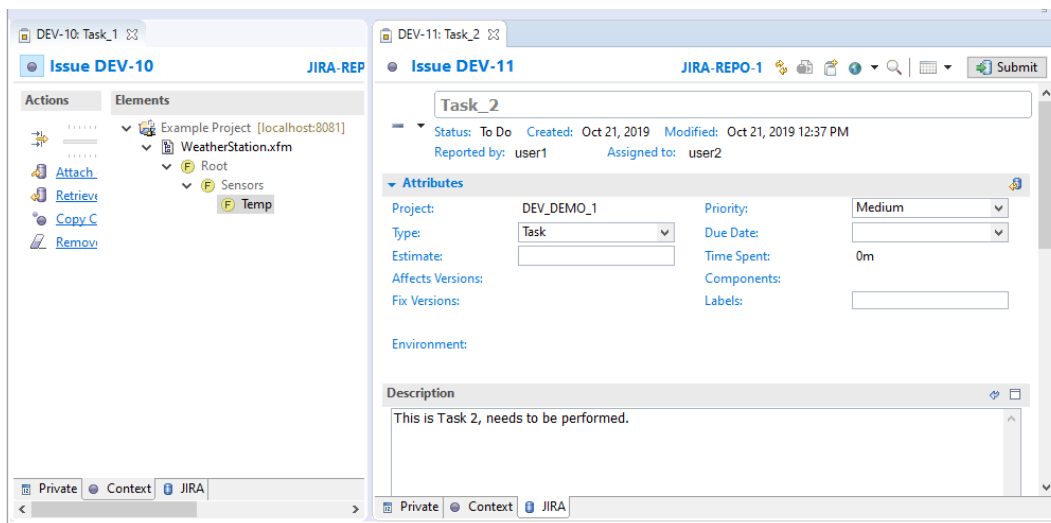 DEV-10: Task_1
Issue DEV-10 JIRA-REP
Actions
Attach
Retrieve
Copy C
Remov
Elements
Example Project [localhost:8081]
WeatherStation.xfm
F Root
F Sensors
F Temp
Private Context JIRA
DEV-11: Task_2
Issue DEV-11 JIRA-REPO-1 Submit
Task_2
Status: To Do Created: Oct 21, 2019 Modified: Oct 21, 2019 12:37 PM
Reported by: user1 Assigned to: user2
Attributes
Project: DEV_DEMO_1 Priority: Medium
Type: Task Due Date:
Estimate: Time Spent: 0m
Affects Versions: Components:
Fix Versions: Labels:
Environment:
Description
This is Task 2, needs to be performed.
Private Context JIRA